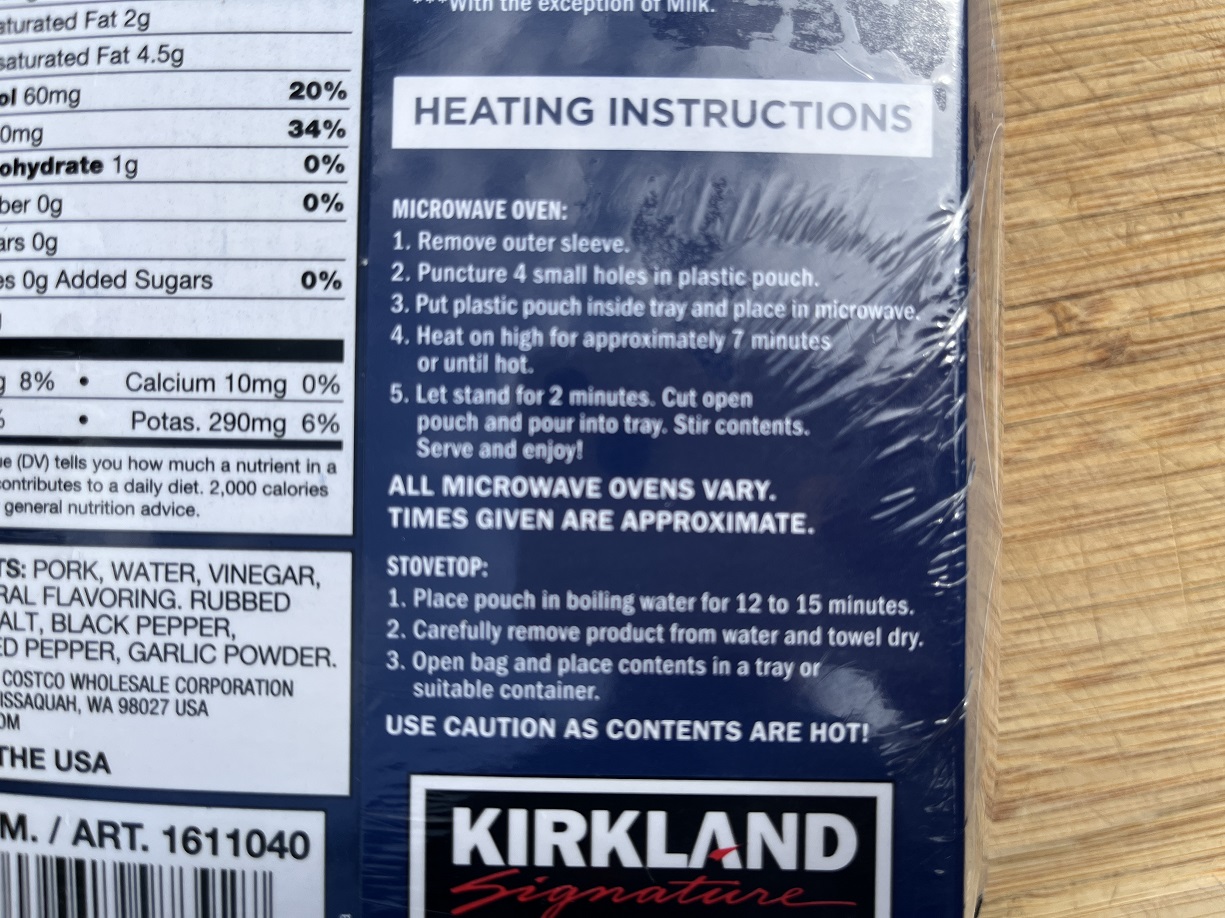 ***With the exception of Milk.
aturated Fat 2g
saturated Fat 4.5g
ol 60mg 20%
0mg 34%
ohydrate 1g 0%
ber 0g 0%
ars 0g
es 0g Added Sugars 0%
g 8% • Calcium 10mg 0%
% • Potas. 290mg 6%
ue (DV) tells you how much a nutrient in a
contributes to a daily diet. 2,000 calories
general nutrition advice.
TS: PORK, WATER, VINEGAR,
RAL FLAVORING. RUBBED
ALT, BLACK PEPPER,
ED PEPPER, GARLIC POWDER.
COSTCO WHOLESALE CORPORATION
ISSAQUAH, WA 98027 USA
OM
THE USA
M. / ART. 1611040
HEATING INSTRUCTIONS
MICROWAVE OVEN:
1. Remove outer sleeve.
2. Puncture 4 small holes in plastic pouch.
3. Put plastic pouch inside tray and place in microwave.
4. Heat on high for approximately 7 minutes
or until hot.
5. Let stand for 2 minutes. Cut open
pouch and pour into tray. Stir contents.
Serve and enjoy!
ALL MICROWAVE OVENS VARY.
TIMES GIVEN ARE APPROXIMATE.
STOVETOP:
1. Place pouch in boiling water for 12 to 15 minutes.
2. Carefully remove product from water and towel dry.
3. Open bag and place contents in a tray or
suitable container.
USE CAUTION AS CONTENTS ARE HOT!
KIRKLAND
Signature